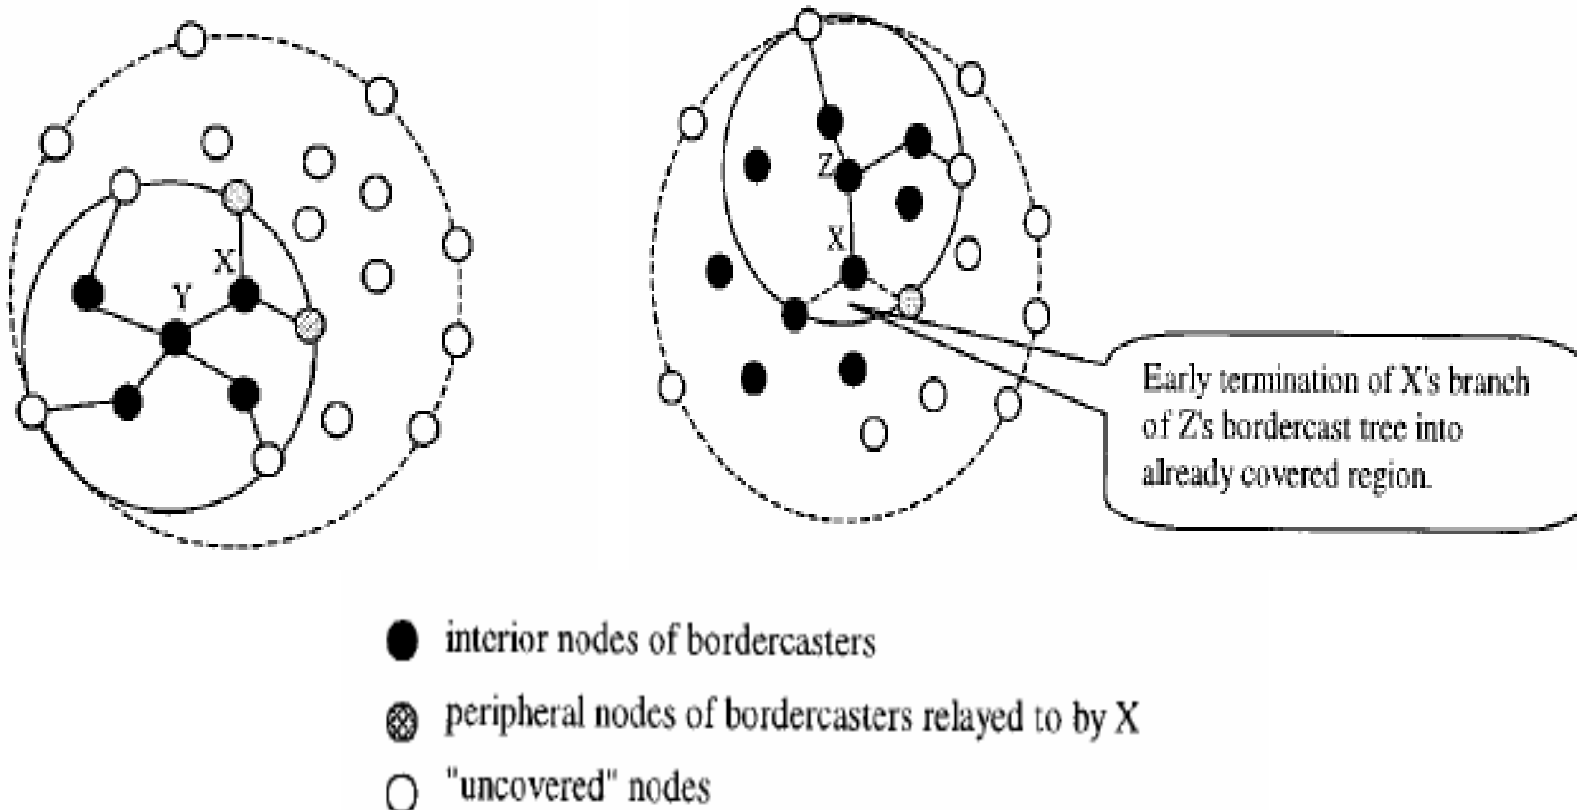 X
Y
Z
X
Early termination of X's branch
of Z's bordercast tree into
already covered region.
interior nodes of bordercasters
peripheral nodes of bordercasters relayed to by X
"uncovered" nodes